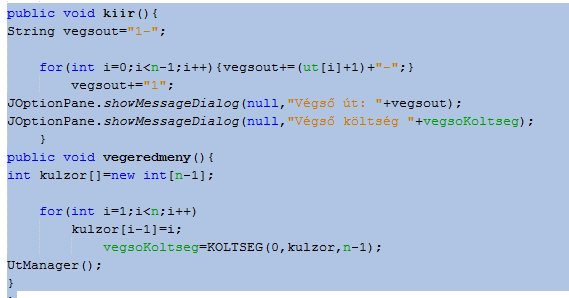 public void kiir(){
String vegsout="1-";
for(int i=0;i<n-1;i++){vegsout+=(ut[i]+1)+"-";}
vegsout+="1";
JOptionPane.showMessageDialog(null,"Végső út: "+vegsout);
JOptionPane.showMessageDialog(null,"Végső költség "+vegsoKoltseg);
}
public void vegeredmeny(){
int kulzor[]=new int[n-1];
for(int i=1;i<n;i++)
kulzor[i-1]=i;
vegsoKoltseg=KOLTSEG(0,kulzor,n-1);
UtManager();
}